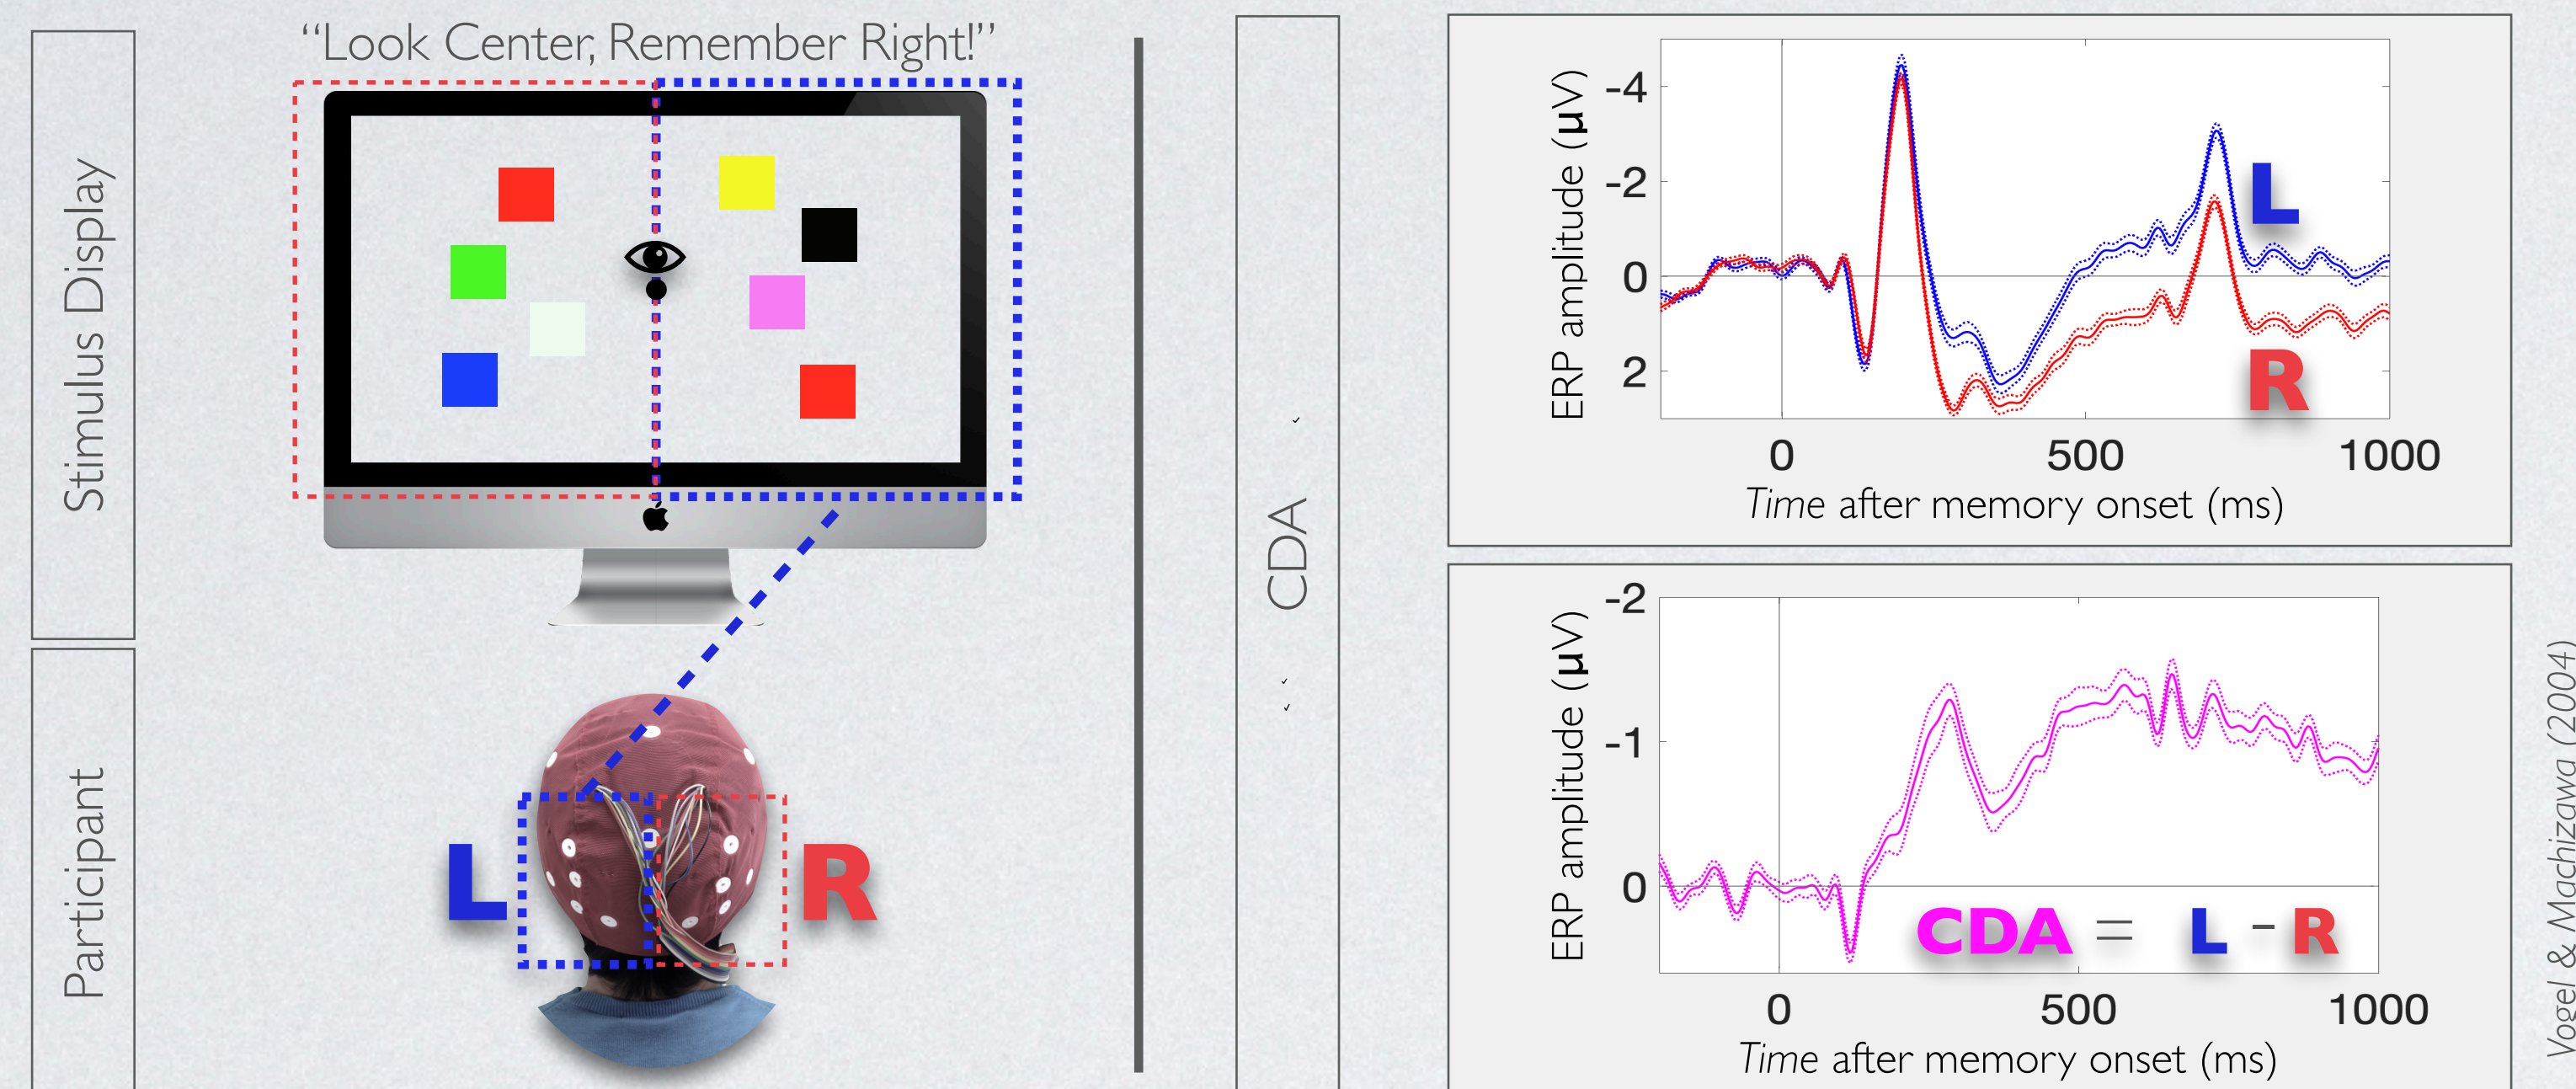 Stimulus Display
Participant
“Look Center, Remember Right!”
L
R
CDA
ERP amplitude (µV)
-4
-2
0
2
L
R
0 500 1000
Time after memory onset (ms)
ERP amplitude (µV)
-2
-1
0
CDA = L - R
0 500 1000
Time after memory onset (ms)
Vogel & Machizawa (2004)